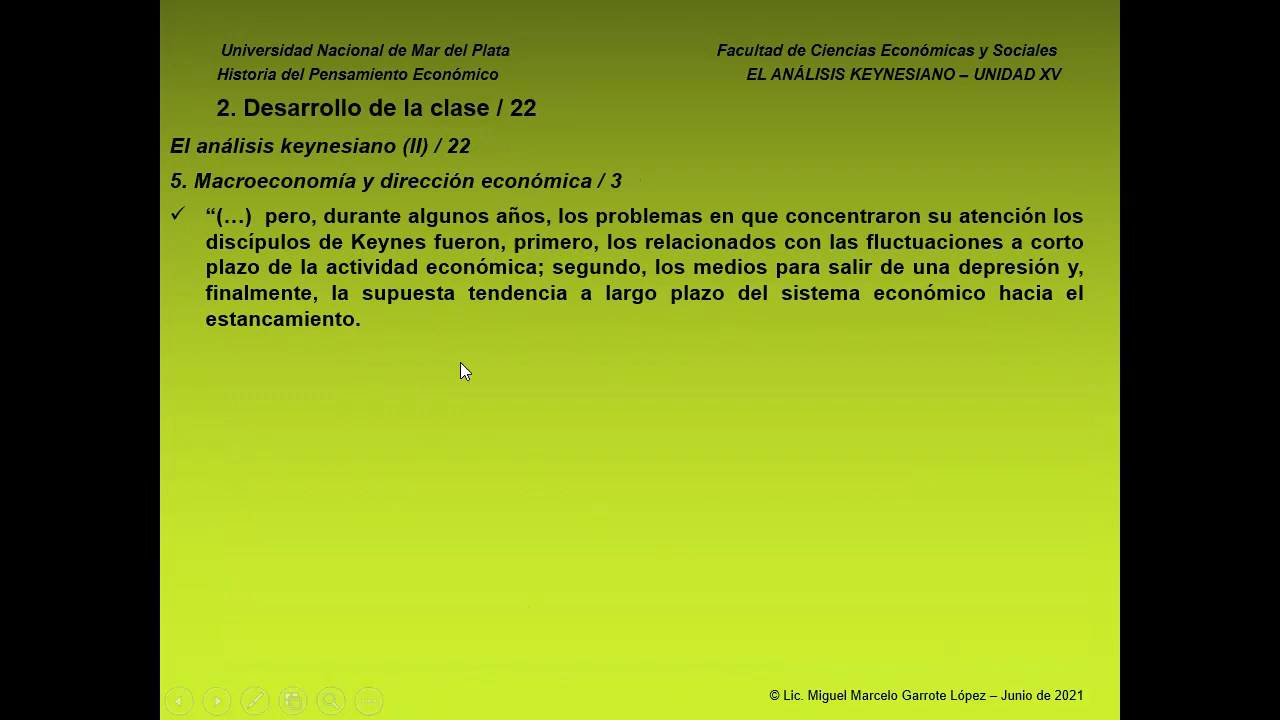 Universidad Nacional de Mar del Plata
Facultad de Ciencias Económicas y Sociales
Historia del Pensamiento Económico
EL ANÁLISIS KEYNESIANO – UNIDAD XV
2. Desarrollo de la clase / 22
El análisis keynesiano (II) / 22
5. Macroeconomía y dirección económica / 3
✓ “(…) pero, durante algunos años, los problemas en que concentraron su atención los
discípulos de Keynes fueron, primero, los relacionados con las fluctuaciones a corto
plazo de la actividad económica; segundo, los medios para salir de una depresión y,
finalmente, la supuesta tendencia a largo plazo del sistema económico hacia el
estancamiento.
© Lic. Miguel Marcelo Garrote López – Junio de 2021